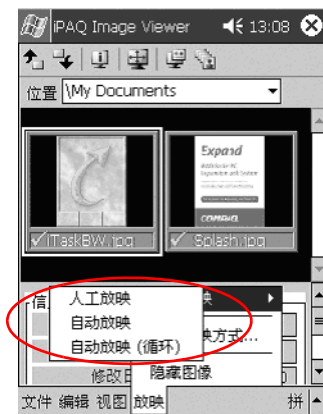 iPAQ Image Viewer 13:08
位置 \My Documents
Expand
COMPAQ
iTaskBW.jpg
Splash.jpg
人工放映
自动放映
自动放映 (循环)
映
映方式...
隐藏图像
信
修改日
文件 编辑 视图 放映 拼